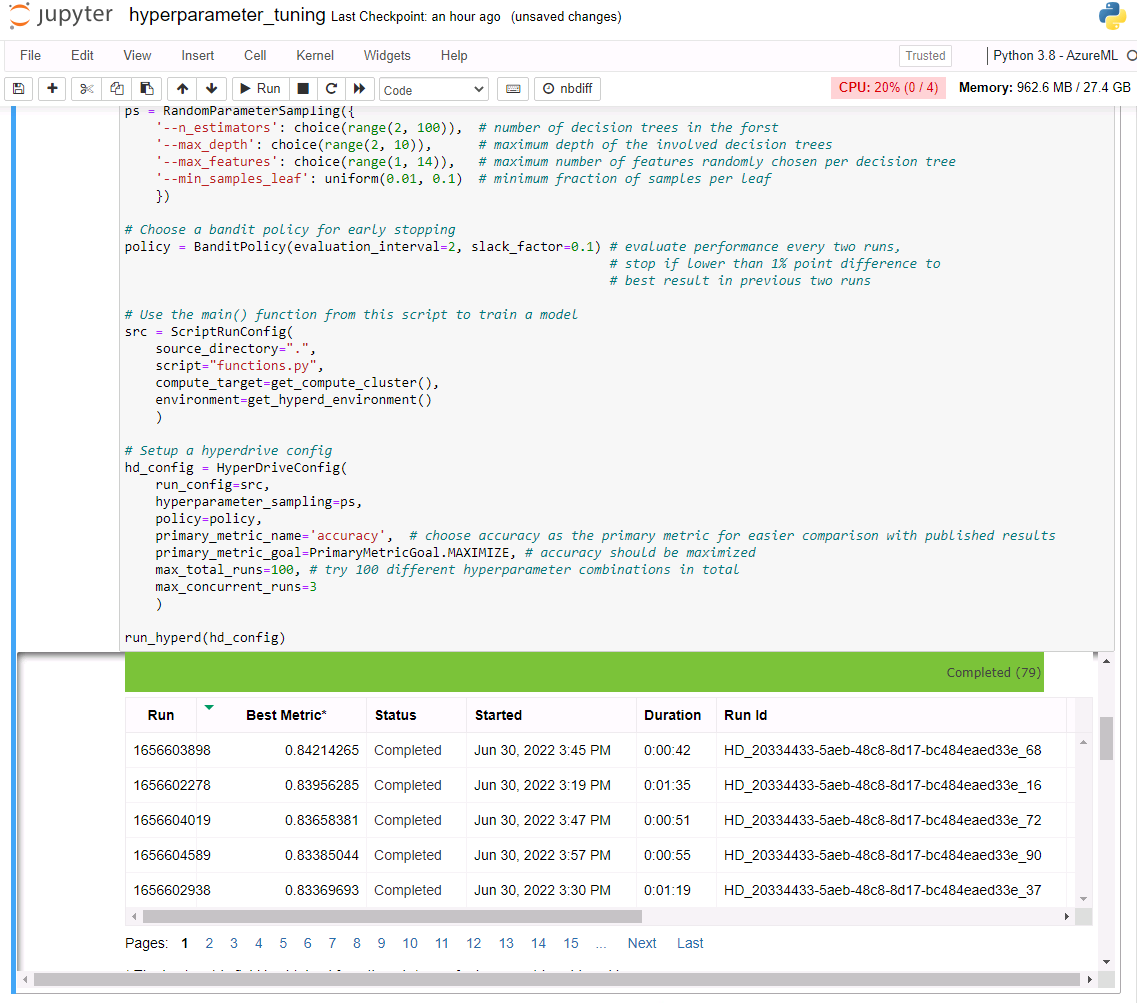 jupyter hyperparameter_tuning Last Checkpoint: an hour ago (unsaved changes)
File Edit View Insert Cell Kernel Widgets Help Trusted Python 3.8 - AzureML
Run Code nbdiff CPU: 20% (0 / 4) Memory: 962.6 MB / 27.4 GB
ps = RandomParameterSampling({
    '--n_estimators': choice(range(2, 100)),  # number of decision trees in the forst
    '--max_depth': choice(range(2, 10)),      # maximum depth of the involved decision trees
    '--max_features': choice(range(1, 14)),   # maximum number of features randomly chosen per decision tree
    '--min_samples_leaf': uniform(0.01, 0.1)  # minimum fraction of samples per leaf
    })
# Choose a bandit policy for early stopping
policy = BanditPolicy(evaluation_interval=2, slack_factor=0.1) # evaluate performance every two runs,
# stop if lower than 1% point difference to
# best result in previous two runs
# Use the main() function from this script to train a model
src = ScriptRunConfig(
    source_directory=".",
    script="functions.py",
    compute_target=get_compute_cluster(),
    environment=get_hyperd_environment()
    )
# Setup a hyperdrive config
hd_config = HyperDriveConfig(
    run_config=src,
    hyperparameter_sampling=ps,
    policy=policy,
    primary_metric_name='accuracy',  # choose accuracy as the primary metric for easier comparison with published results
    primary_metric_goal=PrimaryMetricGoal.MAXIMIZE, # accuracy should be maximized
    max_total_runs=100, # try 100 different hyperparameter combinations in total
    max_concurrent_runs=3
    )
run_hyperd(hd_config)
Completed (79)
Run Best Metric* Status Started Duration Run Id
1656603898 0.84214265 Completed Jun 30, 2022 3:45 PM 0:00:42 HD_20334433-5aeb-48c8-8d17-bc484eaed33e_68
1656602278 0.83956285 Completed Jun 30, 2022 3:19 PM 0:01:35 HD_20334433-5aeb-48c8-8d17-bc484eaed33e_16
1656604019 0.83658381 Completed Jun 30, 2022 3:47 PM 0:00:51 HD_20334433-5aeb-48c8-8d17-bc484eaed33e_72
1656604589 0.83385044 Completed Jun 30, 2022 3:57 PM 0:00:55 HD_20334433-5aeb-48c8-8d17-bc484eaed33e_90
1656602938 0.83369693 Completed Jun 30, 2022 3:30 PM 0:01:19 HD_20334433-5aeb-48c8-8d17-bc484eaed33e_37
Pages: 1 2 3 4 5 6 7 8 9 10 11 12 13 14 15 ... Next Last